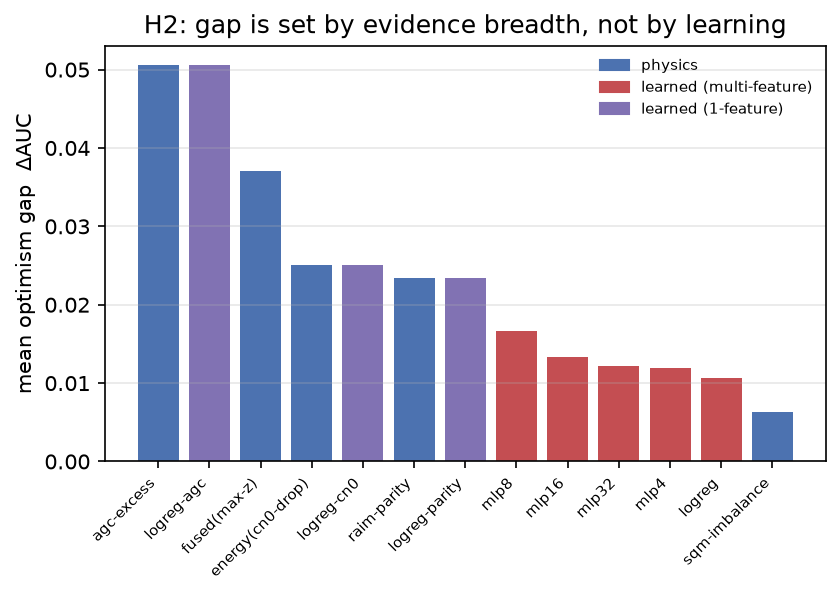 H2: gap is set by evidence breadth, not by learning
mean optimism gap ΔAUC
0.05
0.04
0.03
0.02
0.01
0.00
physics
learned (multi-feature)
learned (1-feature)
agc-excess
logreg-agc
fused(max-z)
energy(cn0-drop)
logreg-cn0
raim-parity
logreg-parity
mlp8
mlp16
mlp32
mlp4
logreg
sqm-imbalance